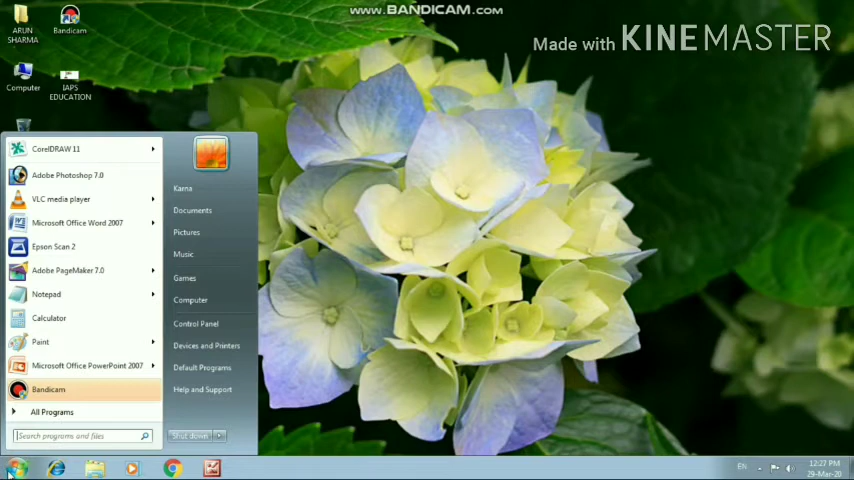 www.BANDICAM.com
Made with KINEMASTER
ARUN
SHARMA
Bandicam
Computer
IAPS
EDUCATION
CorelDRAW 11
Adobe Photoshop 7.0
VLC media player
Microsoft Office Word 2007
Epson Scan 2
Adobe PageMaker 7.0
Notepad
Calculator
Paint
Microsoft Office PowerPoint 2007
Bandicam
All Programs
Search programs and files
Karna
Documents
Pictures
Music
Games
Computer
Control Panel
Devices and Printers
Default Programs
Help and Support
Shut down
EN
12:27 PM
29-Mar-20